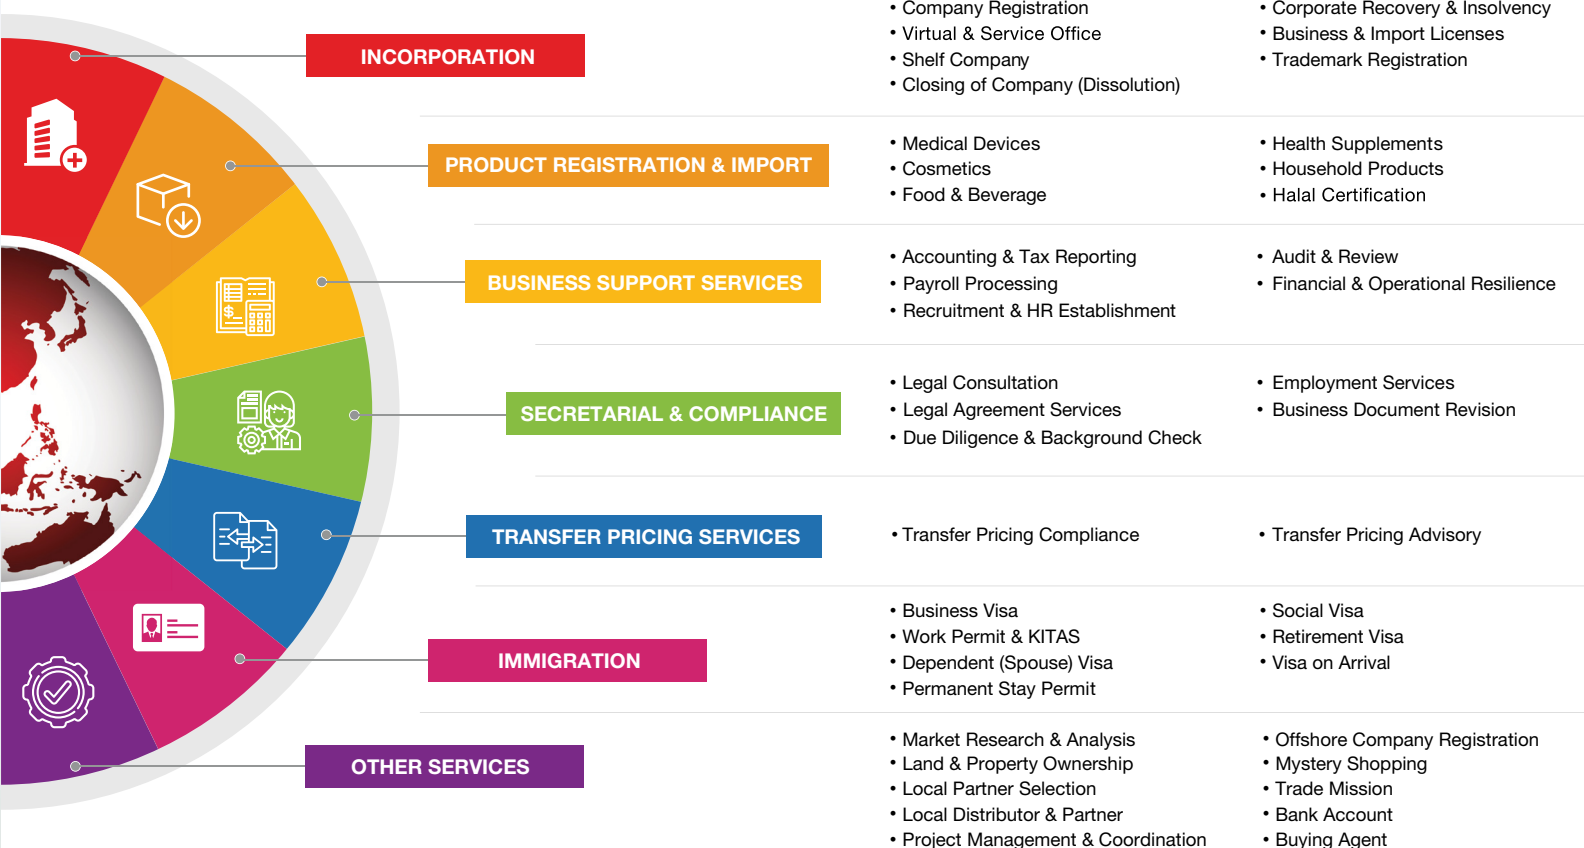 INCORPORATION
• Company Registration
• Virtual & Service Office
• Shelf Company
• Closing of Company (Dissolution)
• Corporate Recovery & Insolvency
• Business & Import Licenses
• Trademark Registration
PRODUCT REGISTRATION & IMPORT
• Medical Devices
• Cosmetics
• Food & Beverage
• Health Supplements
• Household Products
• Halal Certification
BUSINESS SUPPORT SERVICES
• Accounting & Tax Reporting
• Payroll Processing
• Recruitment & HR Establishment
• Audit & Review
• Financial & Operational Resilience
$
SECRETARIAL & COMPLIANCE
• Legal Consultation
• Legal Agreement Services
• Due Diligence & Background Check
• Employment Services
• Business Document Revision
TRANSFER PRICING SERVICES
• Transfer Pricing Compliance
• Transfer Pricing Advisory
IMMIGRATION
• Business Visa
• Work Permit & KITAS
• Dependent (Spouse) Visa
• Permanent Stay Permit
• Social Visa
• Retirement Visa
• Visa on Arrival
OTHER SERVICES
• Market Research & Analysis
• Land & Property Ownership
• Local Partner Selection
• Local Distributor & Partner
• Project Management & Coordination
• Offshore Company Registration
• Mystery Shopping
• Trade Mission
• Bank Account
• Buying Agent